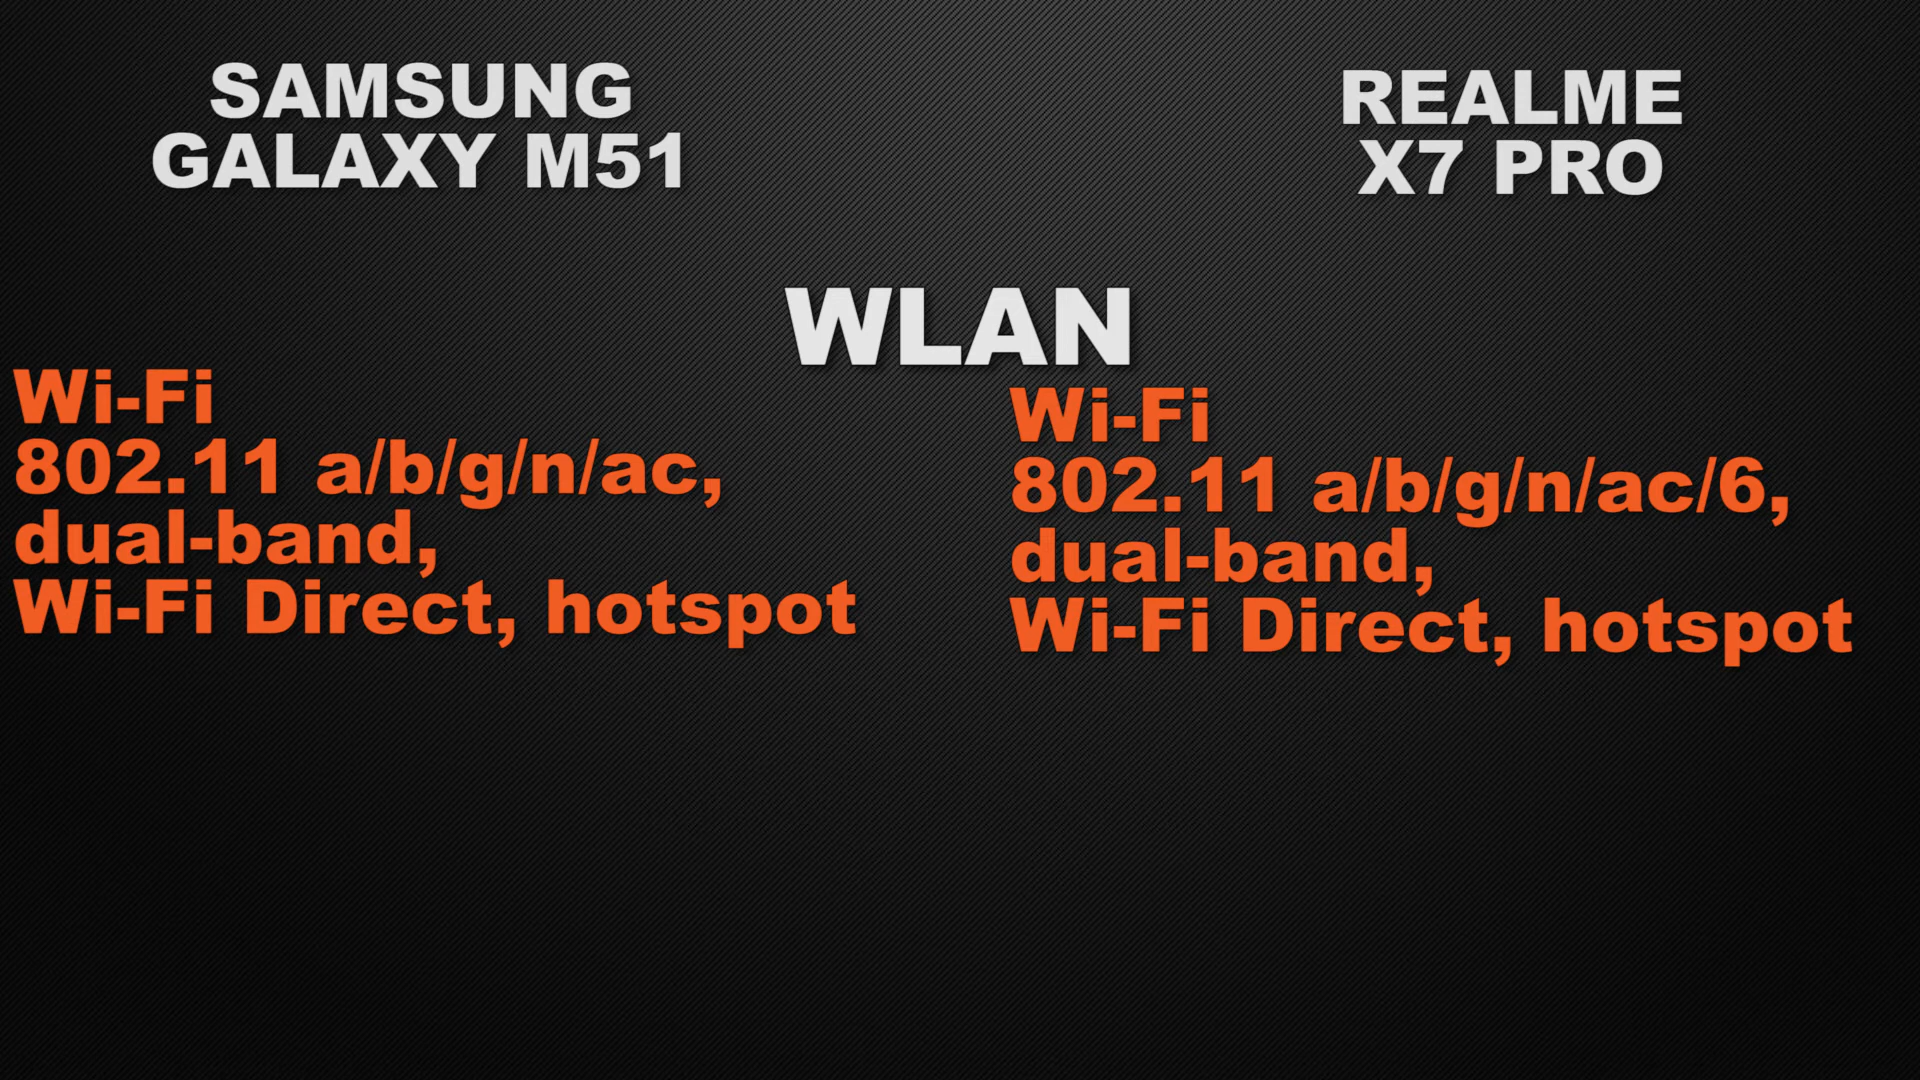 SAMSUNG
GALAXY M51
REALME
X7 PRO
WLAN
Wi-Fi
802.11 a/b/g/n/ac,
dual-band,
Wi-Fi Direct, hotspot
Wi-Fi
802.11 a/b/g/n/ac/6,
dual-band,
Wi-Fi Direct, hotspot